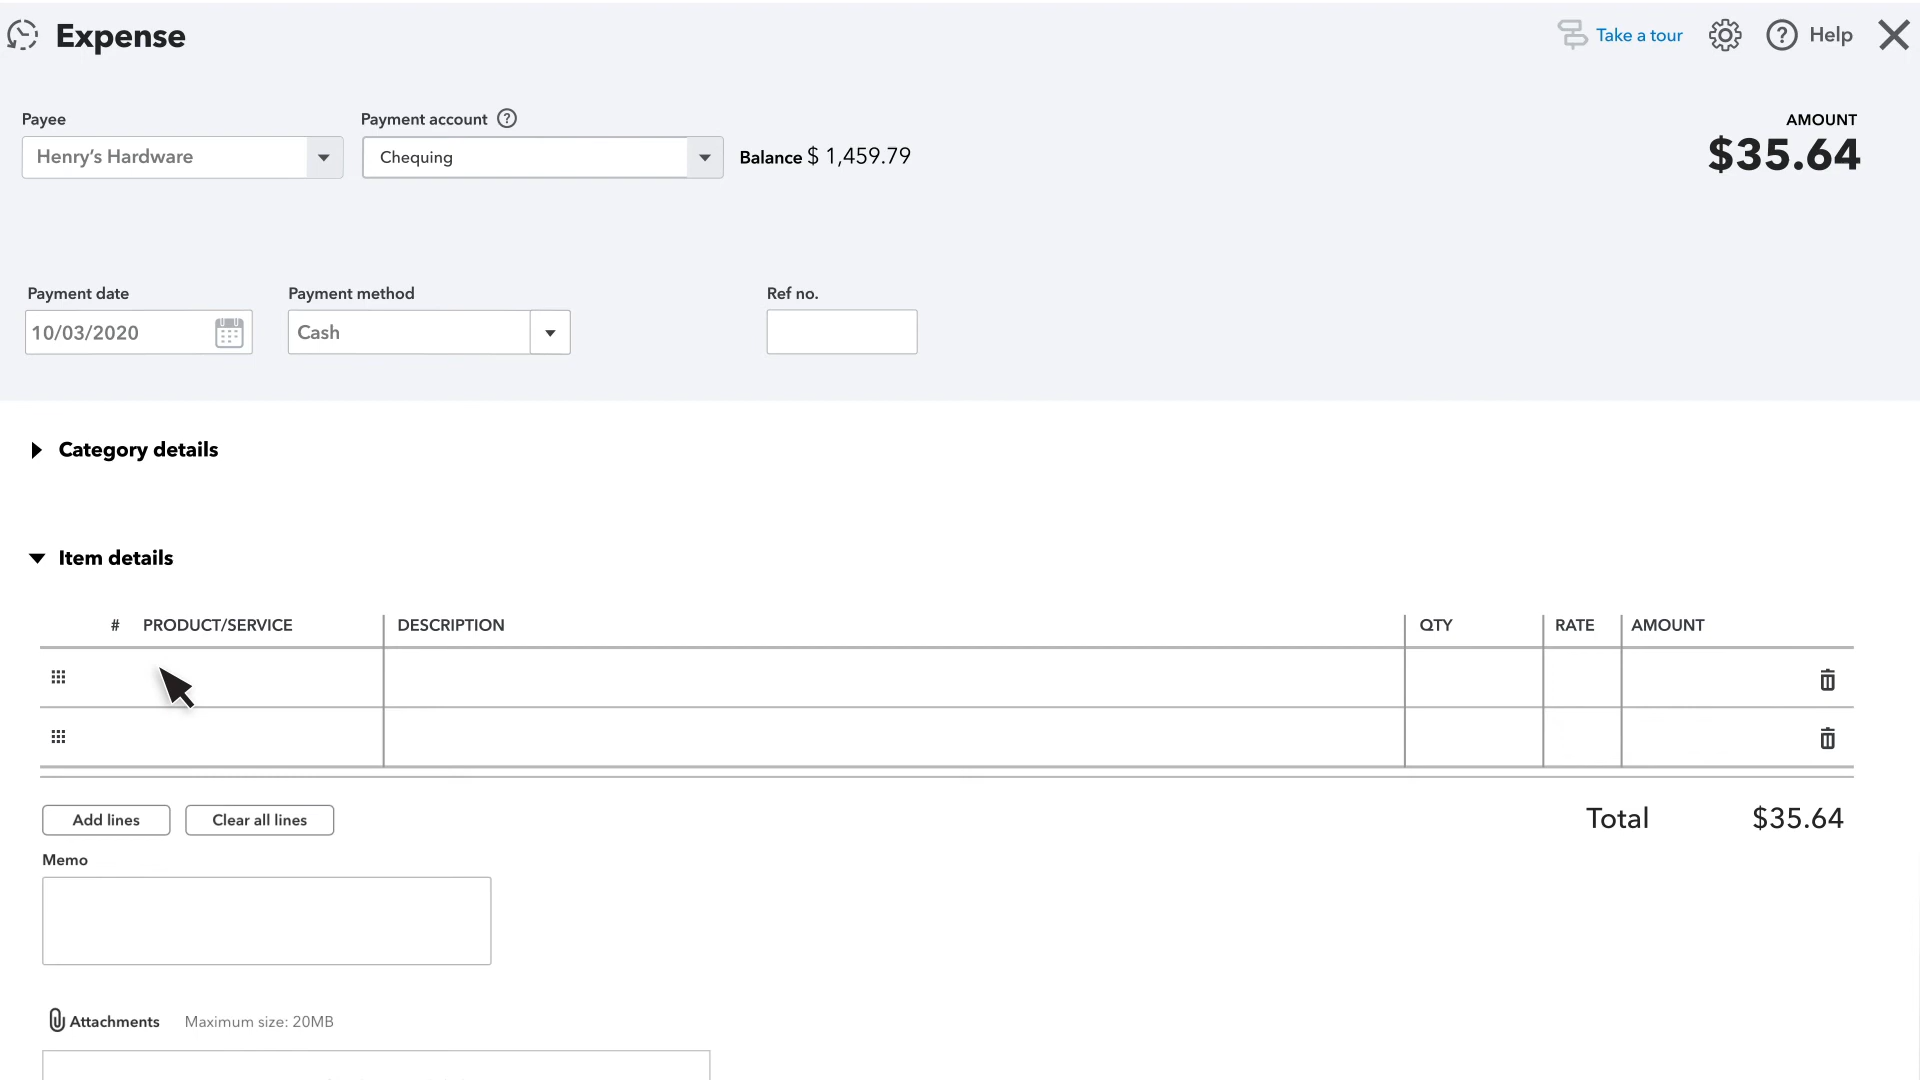 Expense
Take a tour
Help
Payee
Payment account ?
AMOUNT
Henry's Hardware
Chequing
Balance $ 1,459.79
$35.64
Payment date
Payment method
Ref no.
10/03/2020
Cash
Category details
Item details
# PRODUCT/SERVICE DESCRIPTION QTY RATE AMOUNT
Add lines
Clear all lines
Total $35.64
Memo
Attachments Maximum size: 20MB